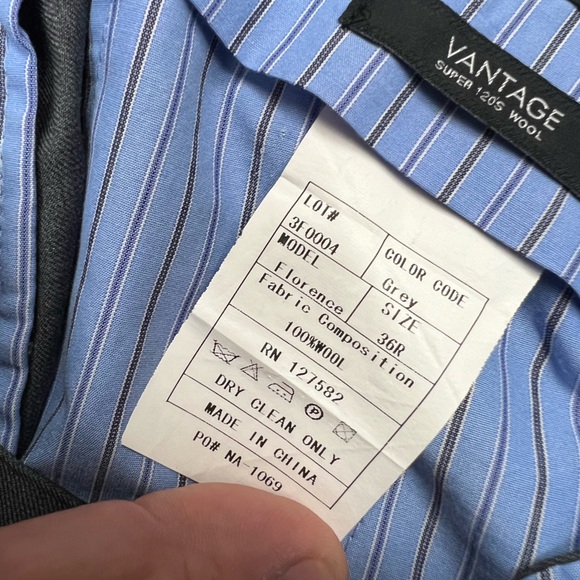 VANTAGE
SUPER 120S WOOL
LOT#
3F0004
COLOR CODE
MODEL
Grey
Florence
SIZE
Fabric Composition
36R
100%WOOL
RN 127582
P
DRY CLEAN ONLY
MADE IN CHINA
PO# NA-1069